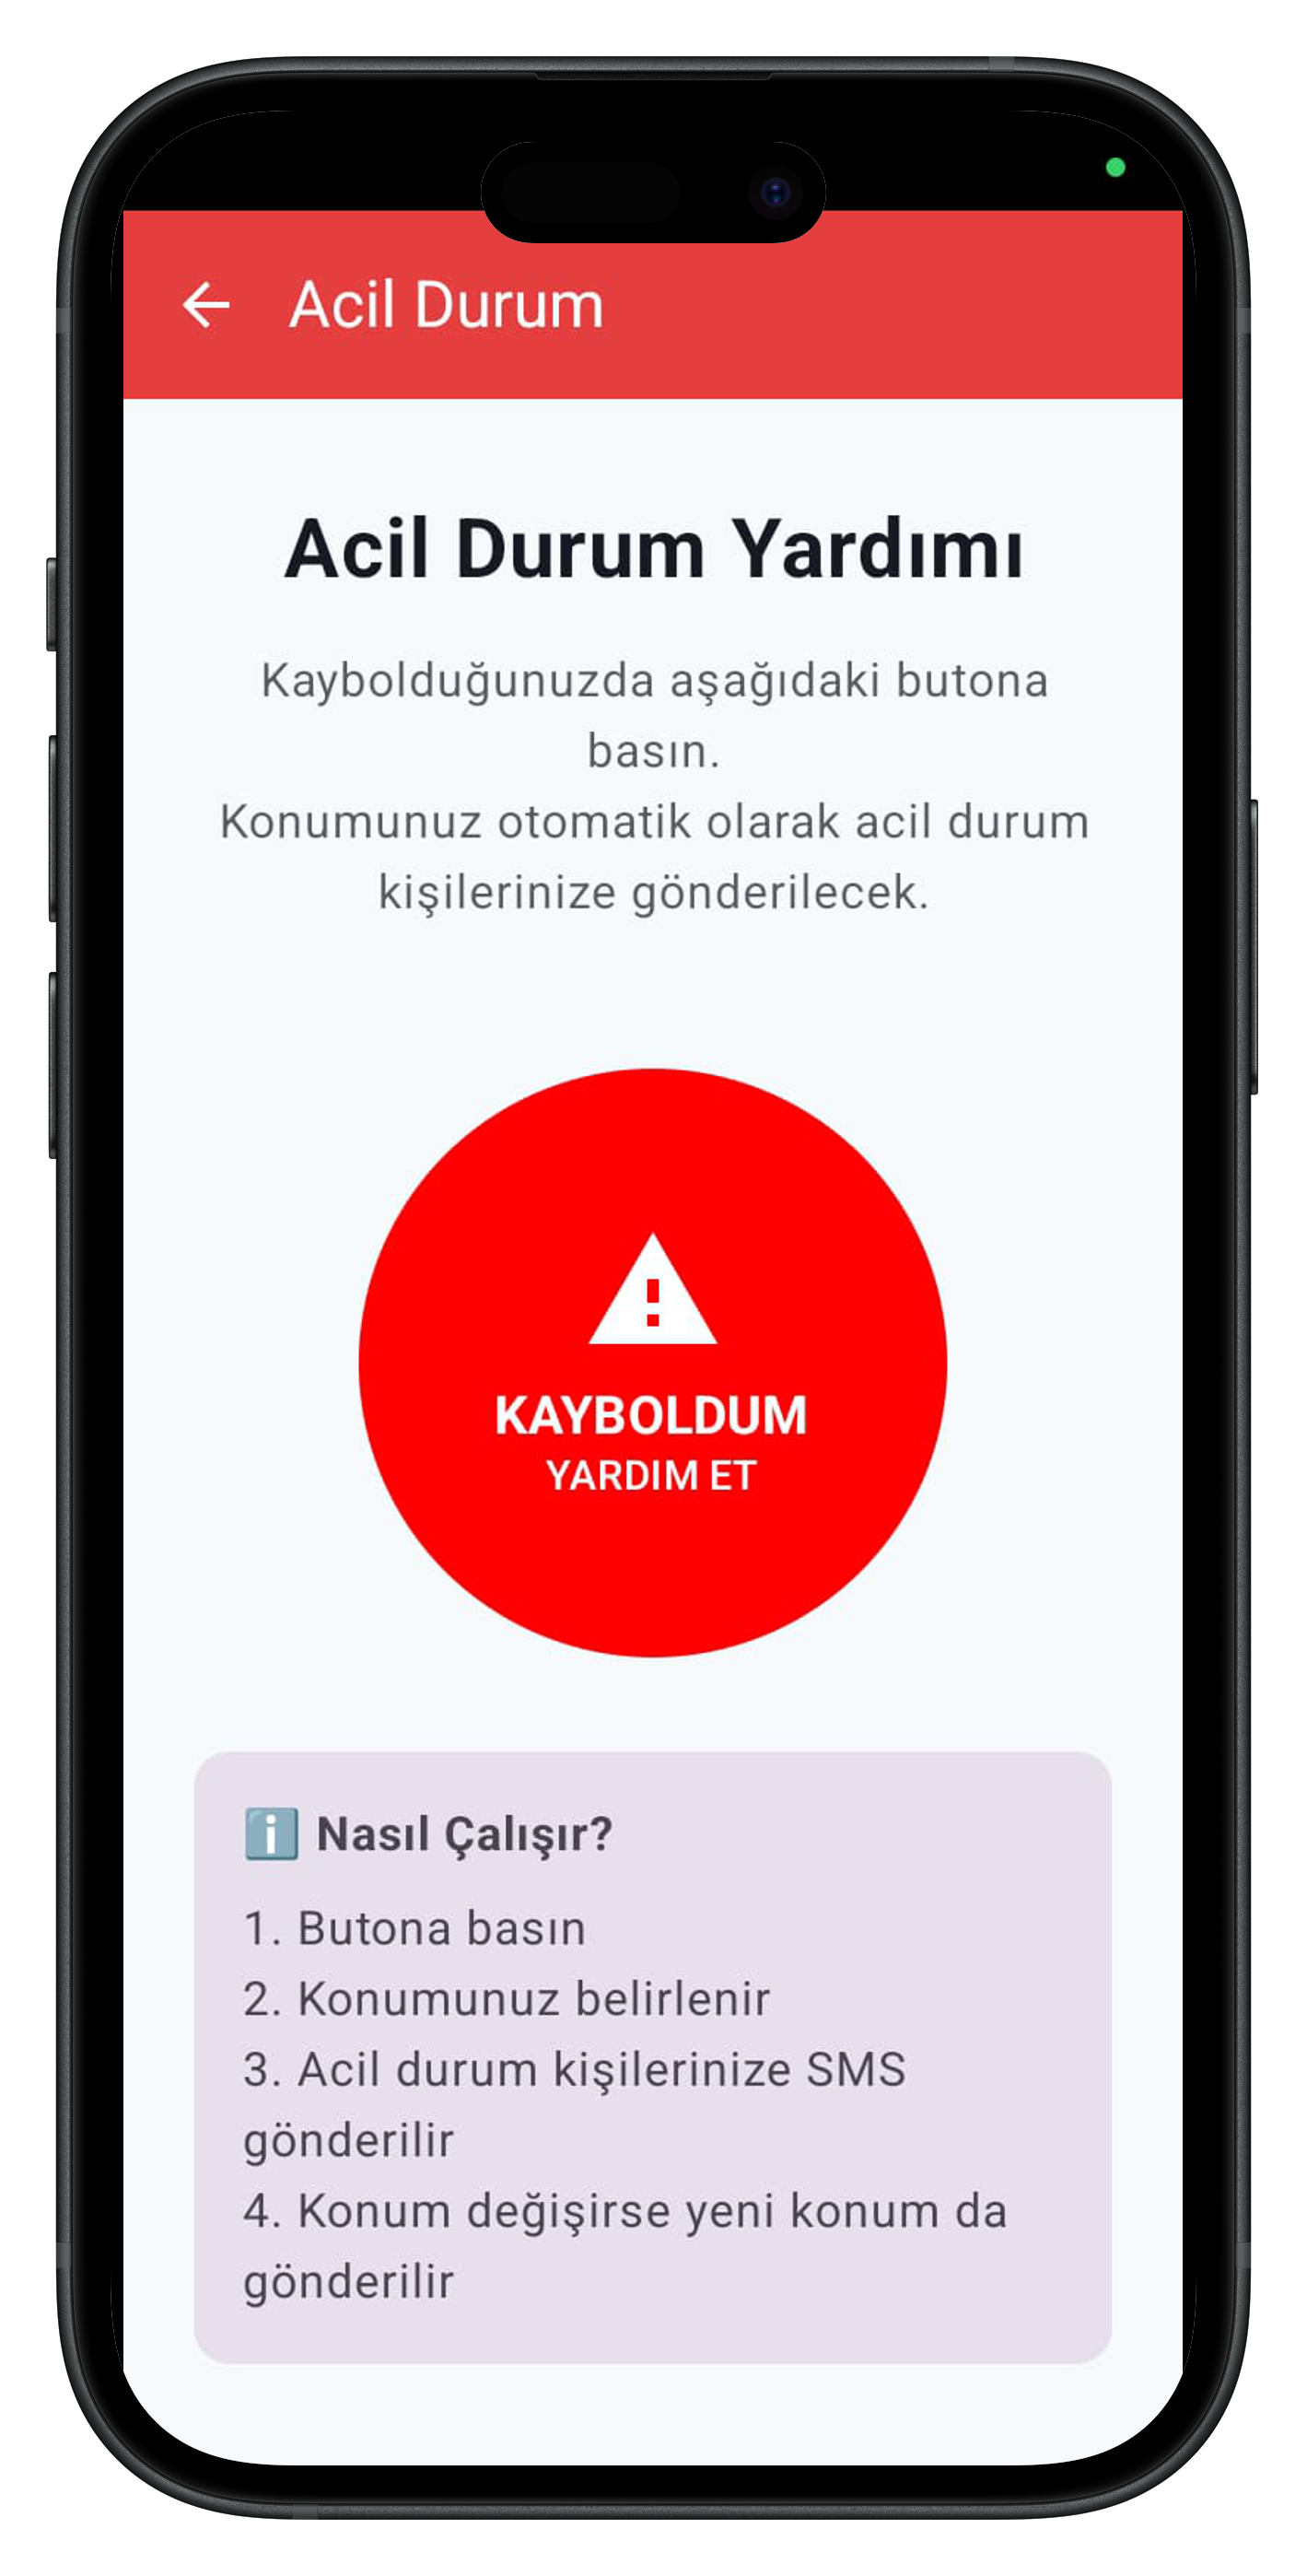 Acil Durum
Acil Durum Yardımı
Kaybolduğunuzda aşağıdaki butona
basın.
Konumunuz otomatik olarak acil durum
kişilerinize gönderilecek.
KAYBOLDUM
YARDIM ET
ℹ️ Nasıl Çalışır?
1. Butona basın
2. Konumunuz belirlenir
3. Acil durum kişilerinize SMS
gönderilir
4. Konum değişirse yeni konum da
gönderilir